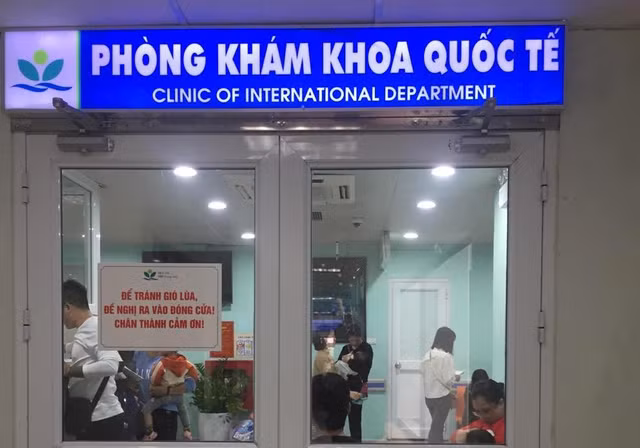 PHÒNG KHÁM KHOA QUỐC TẾ
CLINIC OF INTERNATIONAL DEPARTMENT
ĐỂ TRÁNH GIÓ LÙA,
ĐỀ NGHỊ RA VÀO ĐÓNG CỬA!
CHÂN THÀNH CẢM ƠN!